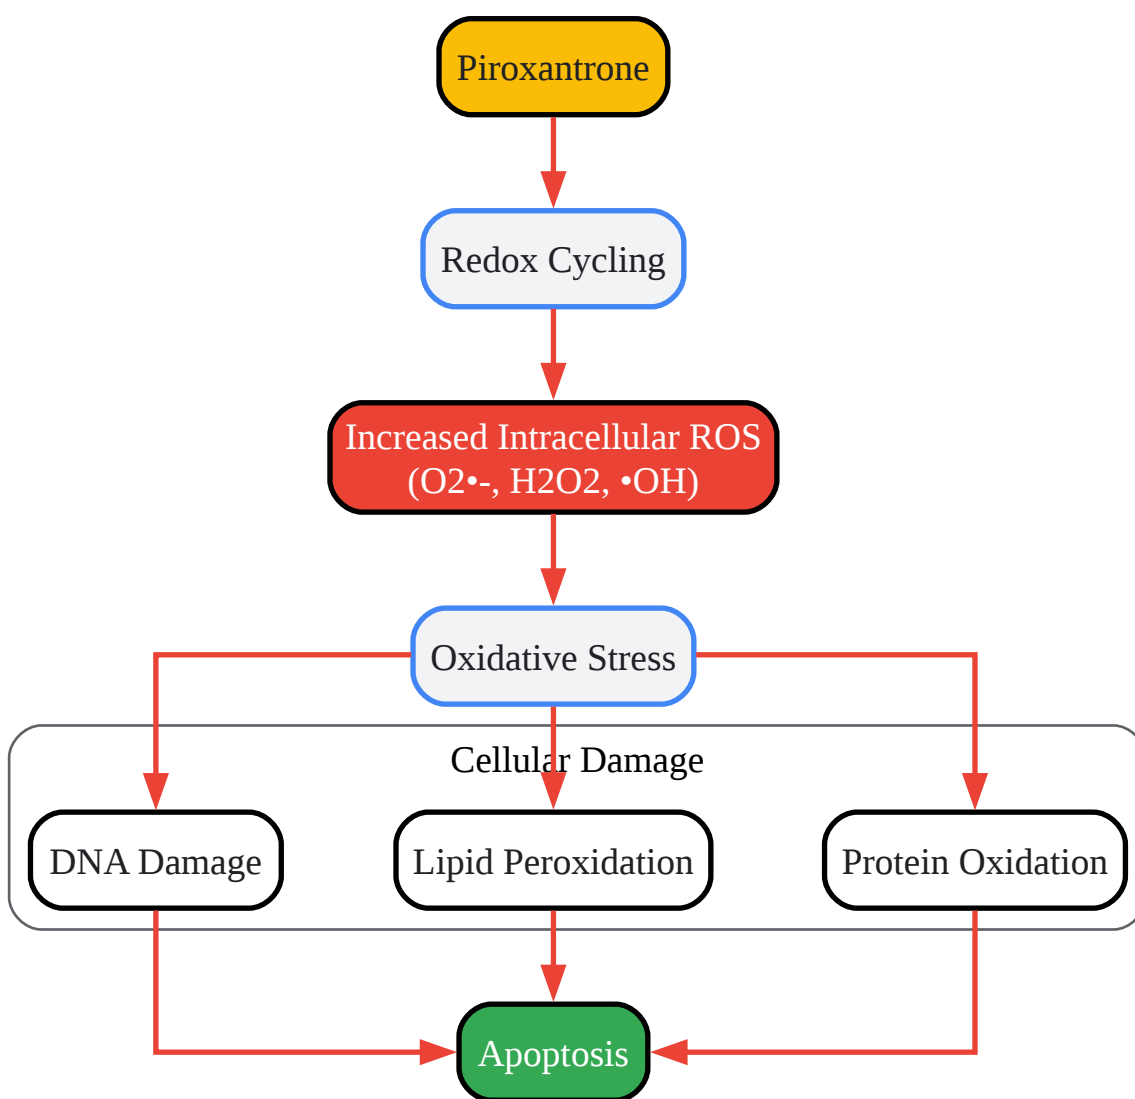 Piroxantrone
Redox Cycling
Increased Intracellular ROS
(O2•-, H2O2, •OH)
Oxidative Stress
Cellular Damage
DNA Damage
Lipid Peroxidation
Protein Oxidation
Apoptosis